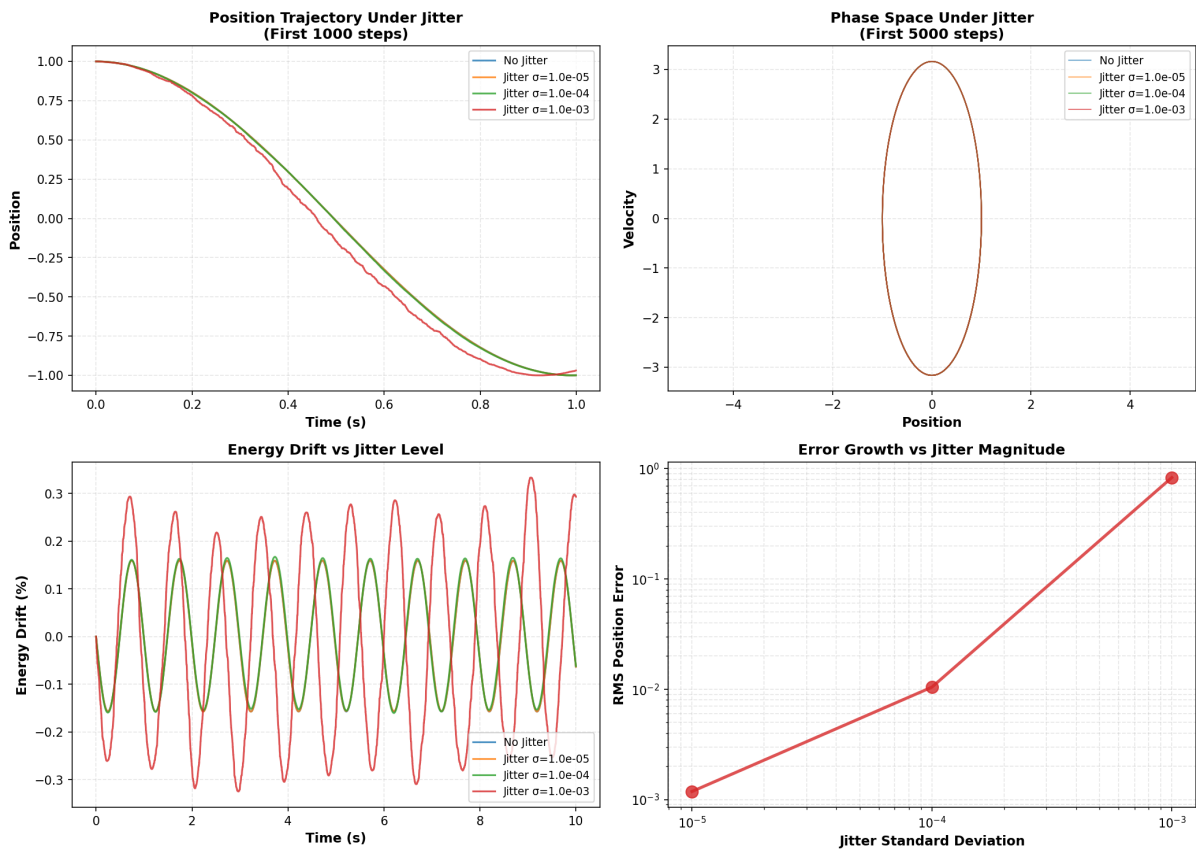 Position Trajectory Under Jitter
(First 1000 steps)
No Jitter
Jitter σ=1.0e-05
Jitter σ=1.0e-04
Jitter σ=1.0e-03
1.00
0.75
0.50
0.25
0.00
−0.25
−0.50
−0.75
−1.00
Position
0.0 0.2 0.4 0.6 0.8 1.0
Time (s)
Phase Space Under Jitter
(First 5000 steps)
No Jitter
Jitter σ=1.0e-05
Jitter σ=1.0e-04
Jitter σ=1.0e-03
3
2
1
0
−1
−2
−3
Velocity
−4 −2 0 2 4
Position
Energy Drift vs Jitter Level
0.3
0.2
0.1
0.0
−0.1
−0.2
−0.3
Energy Drift (%)
No Jitter
Jitter σ=1.0e-05
Jitter σ=1.0e-04
Jitter σ=1.0e-03
0 2 4 6 8 10
Time (s)
Error Growth vs Jitter Magnitude
10⁰
10⁻¹
10⁻²
10⁻³
RMS Position Error
10⁻⁵ 10⁻⁴ 10⁻³
Jitter Standard Deviation